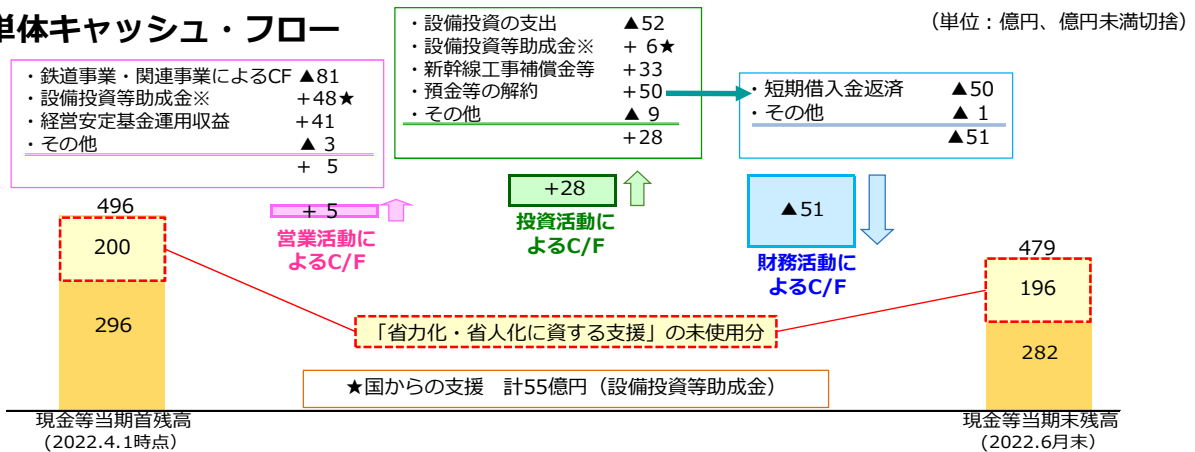 単体キャッシュ・フロー
（単位：億円、億円未満切捨）
・鉄道事業・関連事業によるCF ▲81
・設備投資等助成金※ +48★
・経営安定基金運用収益 +41
・その他 ▲ 3
+ 5
・設備投資の支出 ▲52
・設備投資等助成金※ + 6★
・新幹線工事補償金等 +33
・預金等の解約 +50
・その他 ▲ 9
+28
・短期借入金返済 ▲50
・その他 ▲ 1
▲51
496
200
296
+ 5
営業活動に
よるC/F
+28
投資活動に
よるC/F
▲51
財務活動に
よるC/F
479
196
282
「省力化・省人化に資する支援」の未使用分
★国からの支援 計55億円（設備投資等助成金）
現金等当期首残高
(2022.4.1時点）
現金等当期末残高
(2022.6月末）